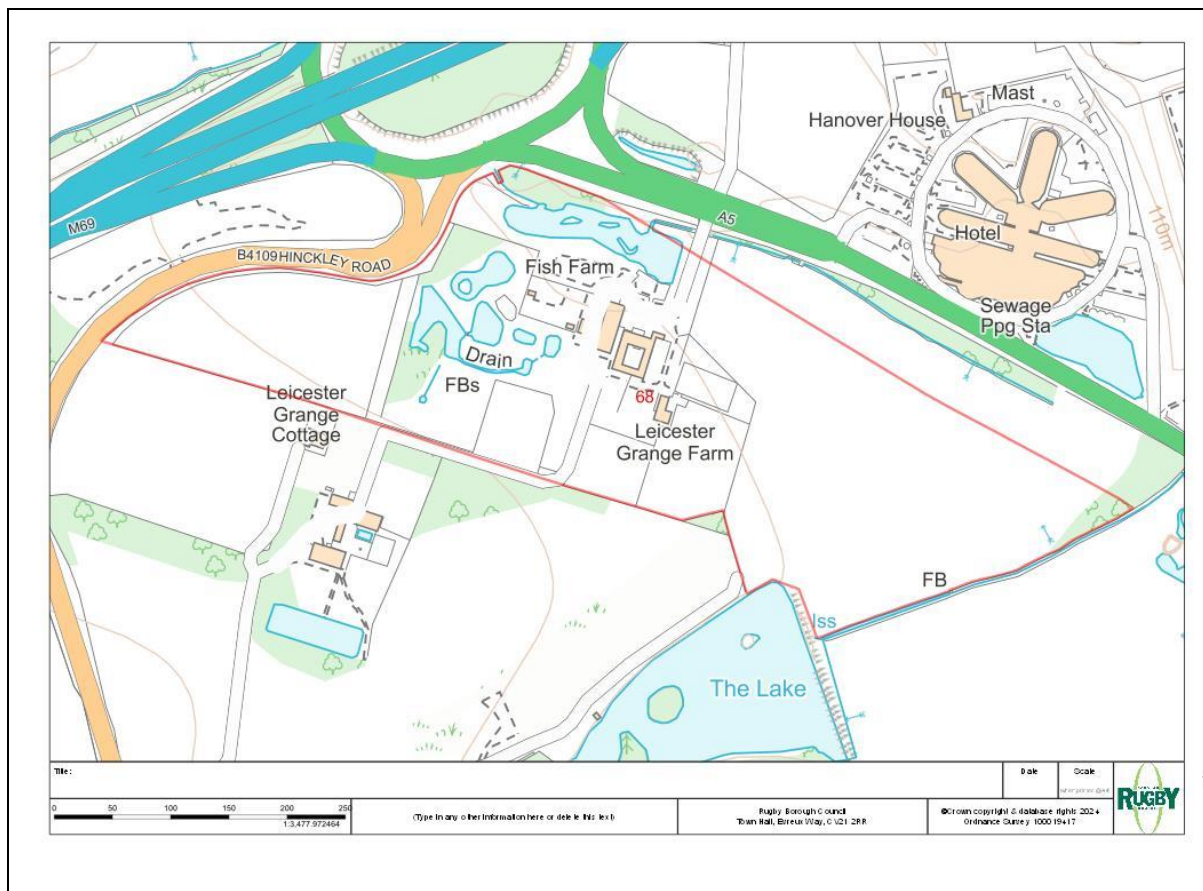 Mast
Hanover House
M69
A5
110m
B4109HINCKLEY ROAD
Hotel
Fish Farm
Sewage
Ppg Sta
Drain
FBs
68
Leicester
Grange
Cottage
Leicester
Grange Farm
FB
Iss
The Lake
Title:
Date
Scale
0 50 100 150 200 250
1:3,477.972464
(Type in any other information here or delete this text)
Rugby Borough Council
Town Hall, Evreux Way, CV21 2RR
©Crown copyright & database rights 2024
Ordnance Survey 100019417
RUGBY